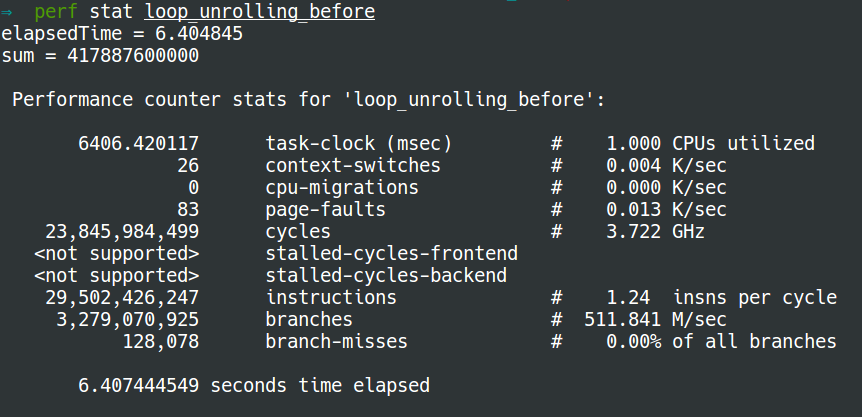 ⇒  perf stat loop_unrolling_before
elapsedTime = 6.404845
sum = 417887600000
Performance counter stats for 'loop_unrolling_before':
6406.420117      task-clock (msec)         #    1.000 CPUs utilized
26      context-switches          #    0.004 K/sec
0      cpu-migrations            #    0.000 K/sec
83      page-faults               #    0.013 K/sec
23,845,984,499      cycles                    #    3.722 GHz
<not supported>      stalled-cycles-frontend
<not supported>      stalled-cycles-backend
29,502,426,247      instructions              #    1.24  insns per cycle
3,279,070,925      branches                  #  511.841 M/sec
128,078      branch-misses             #    0.00% of all branches
6.407444549 seconds time elapsed